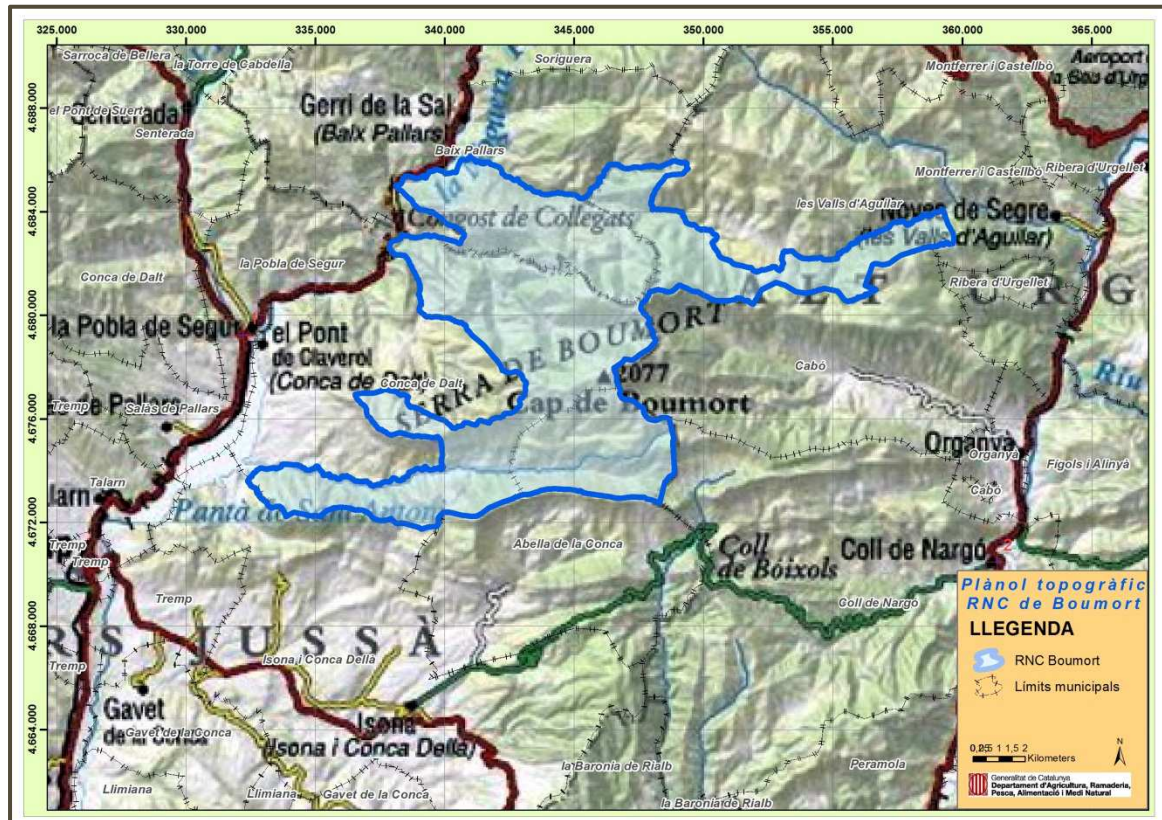 325.000 330.000 335.000 340.000 345.000 350.000 355.000 360.000 365.000
Sarroca de Bellera
la Torre de Cabdella
Soriguera
Montferrer i Castellbò
Aeroport
4.688.000
el Pont de Suert
Senterada
Senterada
Gerri de la Sal
(Baix Pallars)
Baix Pallars
Ribera d'Urgellet
Montferrer i Castellbò
4.684.000
les Valls d'Aguilar
Noves de Segre
(les Valls d'Aguilar)
Congost de Collegats
Conca de Dalt
la Pobla de Segur
Ribera d'Urgellet
ALT URG
4.680.000
la Pobla de Segur
el Pont
de Claverol
(Conca de Dalt)
Conca de Dalt
SERRA DE BOUMORT
2077
Cap de Boumort
Cabó
Riu
4.676.000
Tremp
Salàs de Pallars
Organyà
Organyà
Fígols i Alinyà
Cabó
Talarn
Pantà de Sant Antoni
4.672.000
Abella de la Conca
Coll
de Bóixols
Coll de Nargó
Tremp
Tremp
Tremp
Coll de Nargó
4.668.000
RS JUSSÀ
Isona i Conca Dellà
Tremp
Gavet
de la Conca
Gavet de la Conca
Isona
(Isona i Conca Dellà)
4.664.000
la Baronia de Rialb
Peramola
Llimiana
Llimiana
Gavet de la Conca
la Baronia de Rialb
Plànol topogràfic
RNC de Boumort
LLEGENDA
RNC Boumort
Límits municipals
N
1 1,5 2
Kilometers
Generalitat de Catalunya
Departament d'Agricultura, Ramaderia,
Pesca, Alimentació i Medi Natural